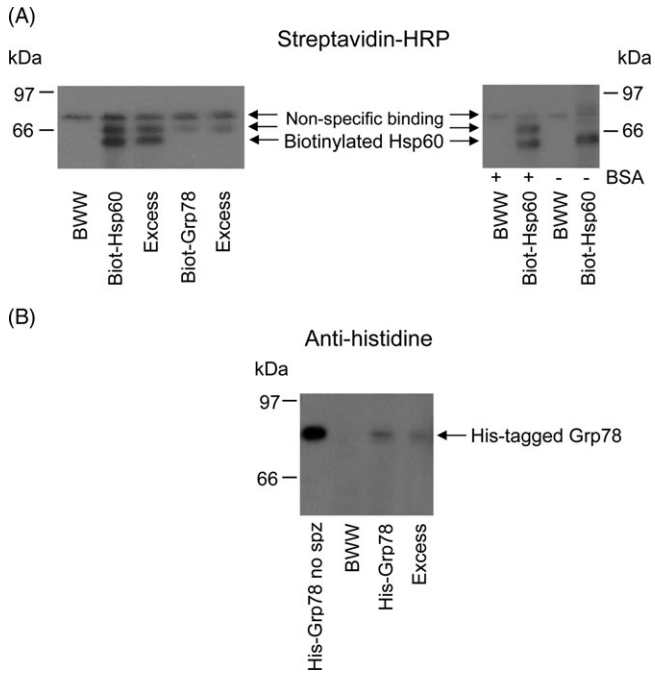 (A)
Streptavidin-HRP
kDa
kDa
97
66
Non-specific binding
Biotinylated Hsp60
97
66
BWW
Biot-Hsp60
Excess
Biot-Grp78
Excess
+ + - - BSA
BWW
Biot-Hsp60
BWW
Biot-Hsp60
(B)
Anti-histidine
kDa
97
66
His-tagged Grp78
His-Grp78 no spz
BWW
His-Grp78
Excess